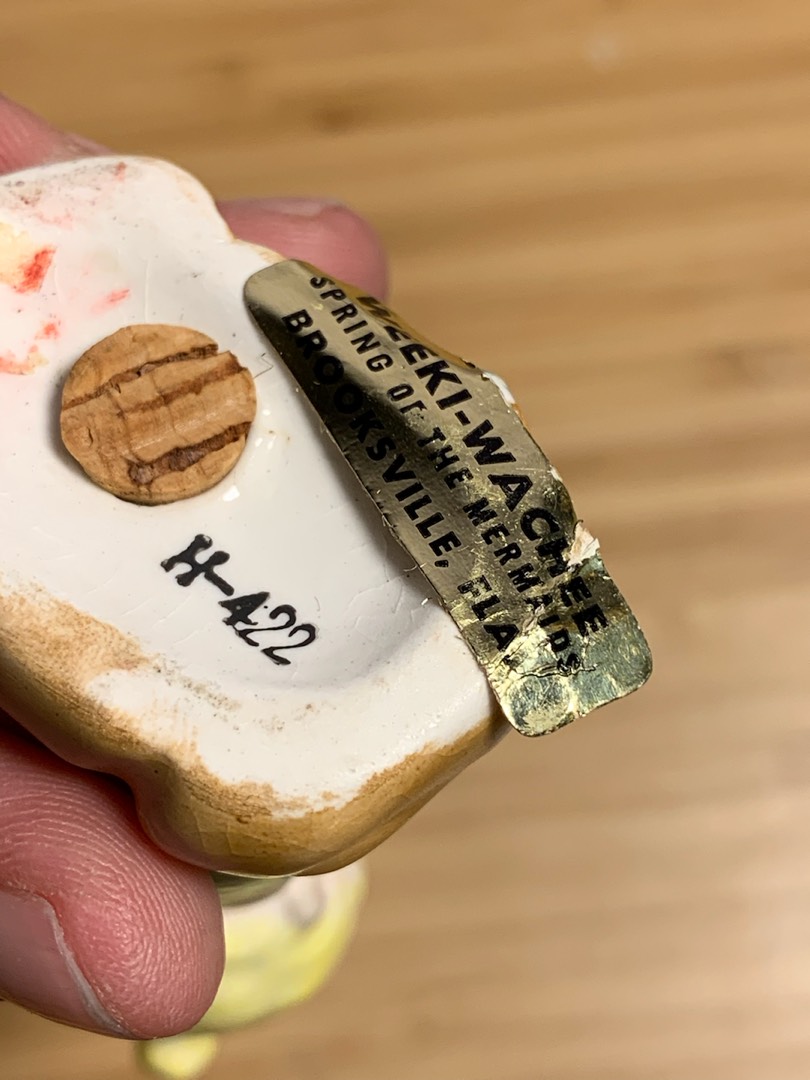 WEEKI-WACHEE
SPRING OF THE MERMAIDS
BROOKSVILLE, FLA.
H-422